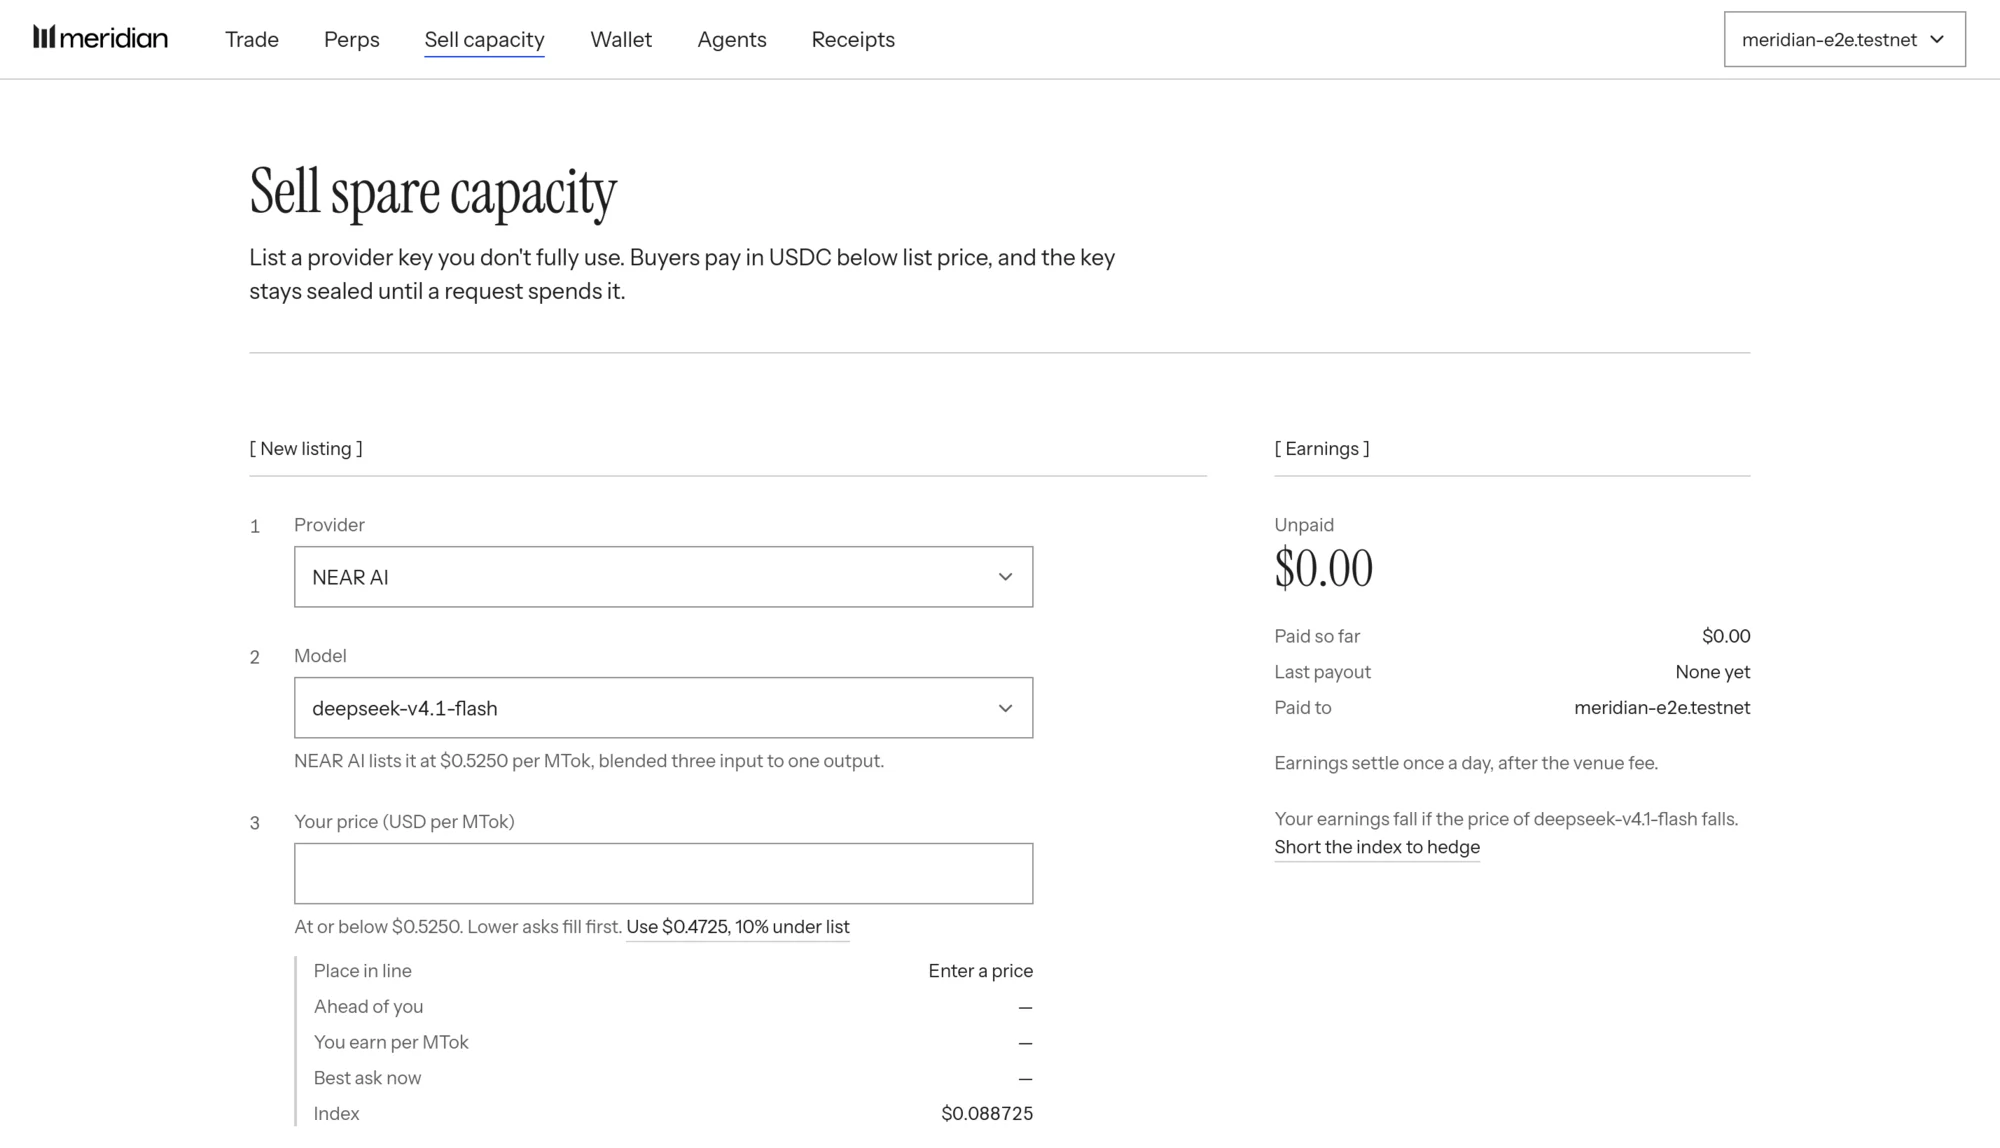 meridian
Trade
Perps
Sell capacity
Wallet
Agents
Receipts
meridian-e2e.testnet
Sell spare capacity
List a provider key you don't fully use. Buyers pay in USDC below list price, and the key
stays sealed until a request spends it.
[ New listing ]
1
Provider
NEAR AI
2
Model
deepseek-v4.1-flash
NEAR AI lists it at $0.5250 per MTok, blended three input to one output.
3
Your price (USD per MTok)
At or below $0.5250. Lower asks fill first. Use $0.4725, 10% under list
Place in line Enter a price
Ahead of you —
You earn per MTok —
Best ask now —
Index $0.088725
[ Earnings ]
Unpaid
$0.00
Paid so far $0.00
Last payout None yet
Paid to meridian-e2e.testnet
Earnings settle once a day, after the venue fee.
Your earnings fall if the price of deepseek-v4.1-flash falls.
Short the index to hedge